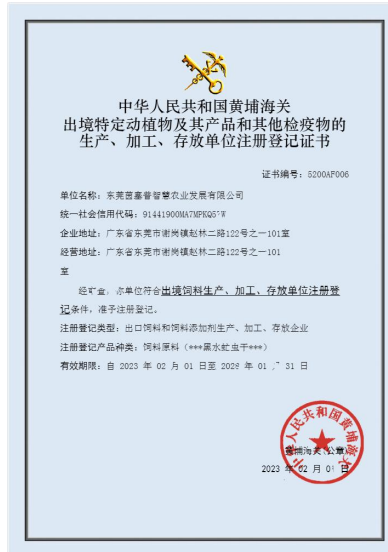 中华人民共和国黄埔海关
出境特定动植物及其产品和其他检疫物的
生产、加工、存放单位注册登记证书
证书编号：5200AF006
单位名称：东莞茵嘉普智慧农业发展有限公司
统一社会信用代码：
企业地址：广东省东莞市谢岗镇赵林二路122号之一101室
经营地址：广东省东莞市谢岗镇赵林二路122号之一101
室
经审查，你单位符合出境饲料生产、加工、存放单位注册登
记条件，准予注册登记。
注册登记类型：出口饲料和饲料添加剂生产、加工、存放企业
注册登记产品种类：饲料原料（***黑水虻虫干***）
有效期限：自 2023 年 02 月 01 日至 2028 年 01 月 31 日
中华人民共和国黄埔海关
黄埔海关(公章)
2023 年 02 月 日